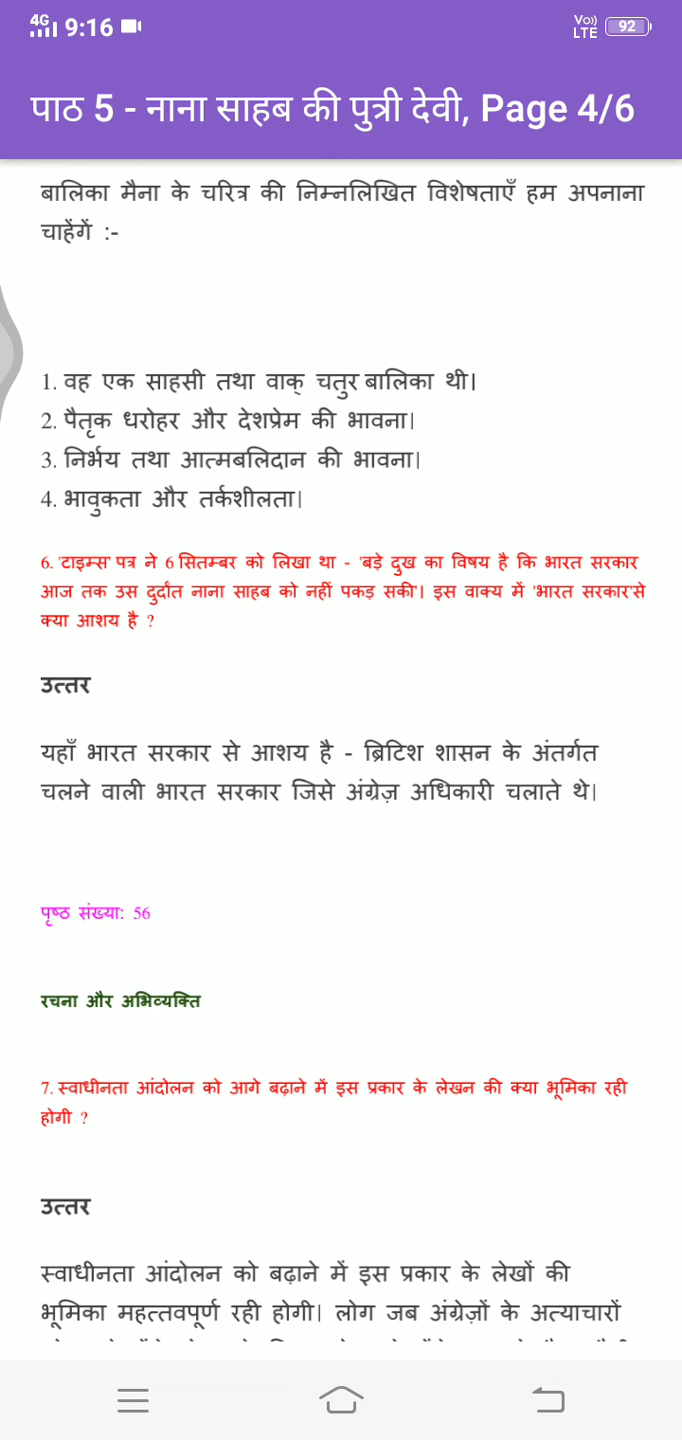 4G 9:16 Vo)) LTE 92
पाठ 5 - नाना साहब की पुत्री देवी, Page 4/6
बालिका मैना के चरित्र की निम्नलिखित विशेषताएँ हम अपनाना
चाहेंगें :-
1. वह एक साहसी तथा वाक् चतुर बालिका थी।
2. पैतृक धरोहर और देशप्रेम की भावना।
3. निर्भय तथा आत्मबलिदान की भावना।
4. भावुकता और तर्कशीलता।
6. 'टाइम्स' पत्र ने 6 सितम्बर को लिखा था - 'बड़े दुख का विषय है कि भारत सरकार
आज तक उस दुर्दांत नाना साहब को नहीं पकड़ सकी'। इस वाक्य में 'भारत सरकार'से
क्या आशय है ?
उत्तर
यहाँ भारत सरकार से आशय है - ब्रिटिश शासन के अंतर्गत
चलने वाली भारत सरकार जिसे अंग्रेज़ अधिकारी चलाते थे।
पृष्ठ संख्या: 56
रचना और अभिव्यक्ति
7. स्वाधीनता आंदोलन को आगे बढ़ाने में इस प्रकार के लेखन की क्या भूमिका रही
होगी ?
उत्तर
स्वाधीनता आंदोलन को बढ़ाने में इस प्रकार के लेखों की
भूमिका महत्तवपूर्ण रही होगी। लोग जब अंग्रेज़ों के अत्याचारों